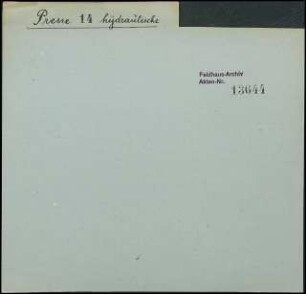 Presse 14 hydraulische
Feldhaus-Archiv
Akten-Nr.
13644